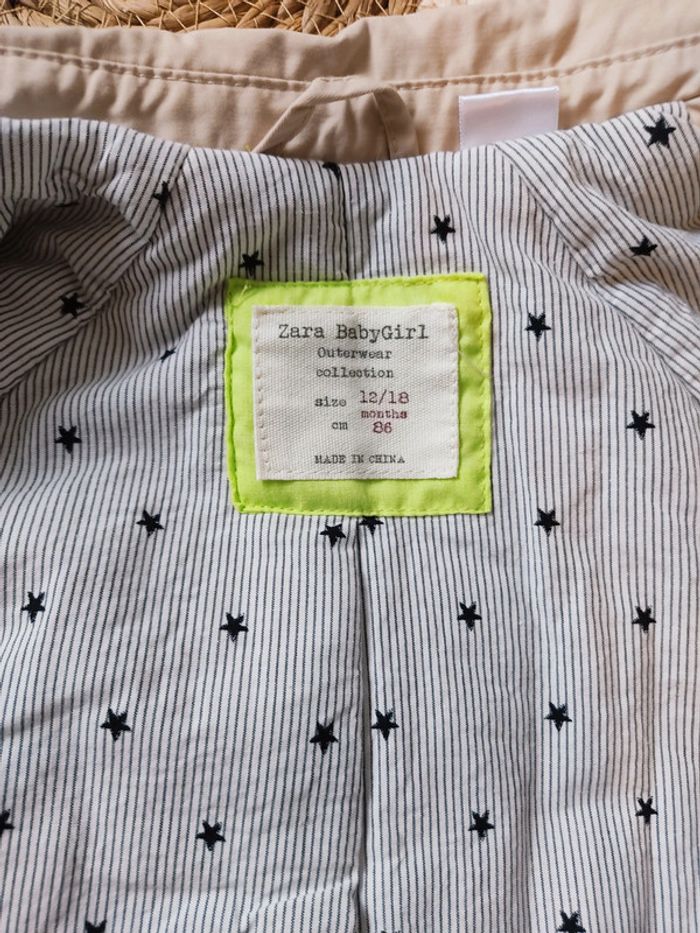 Zara BabyGirl
Outerwear
collection
size 12/18
months
cm 86
MADE IN CHINA